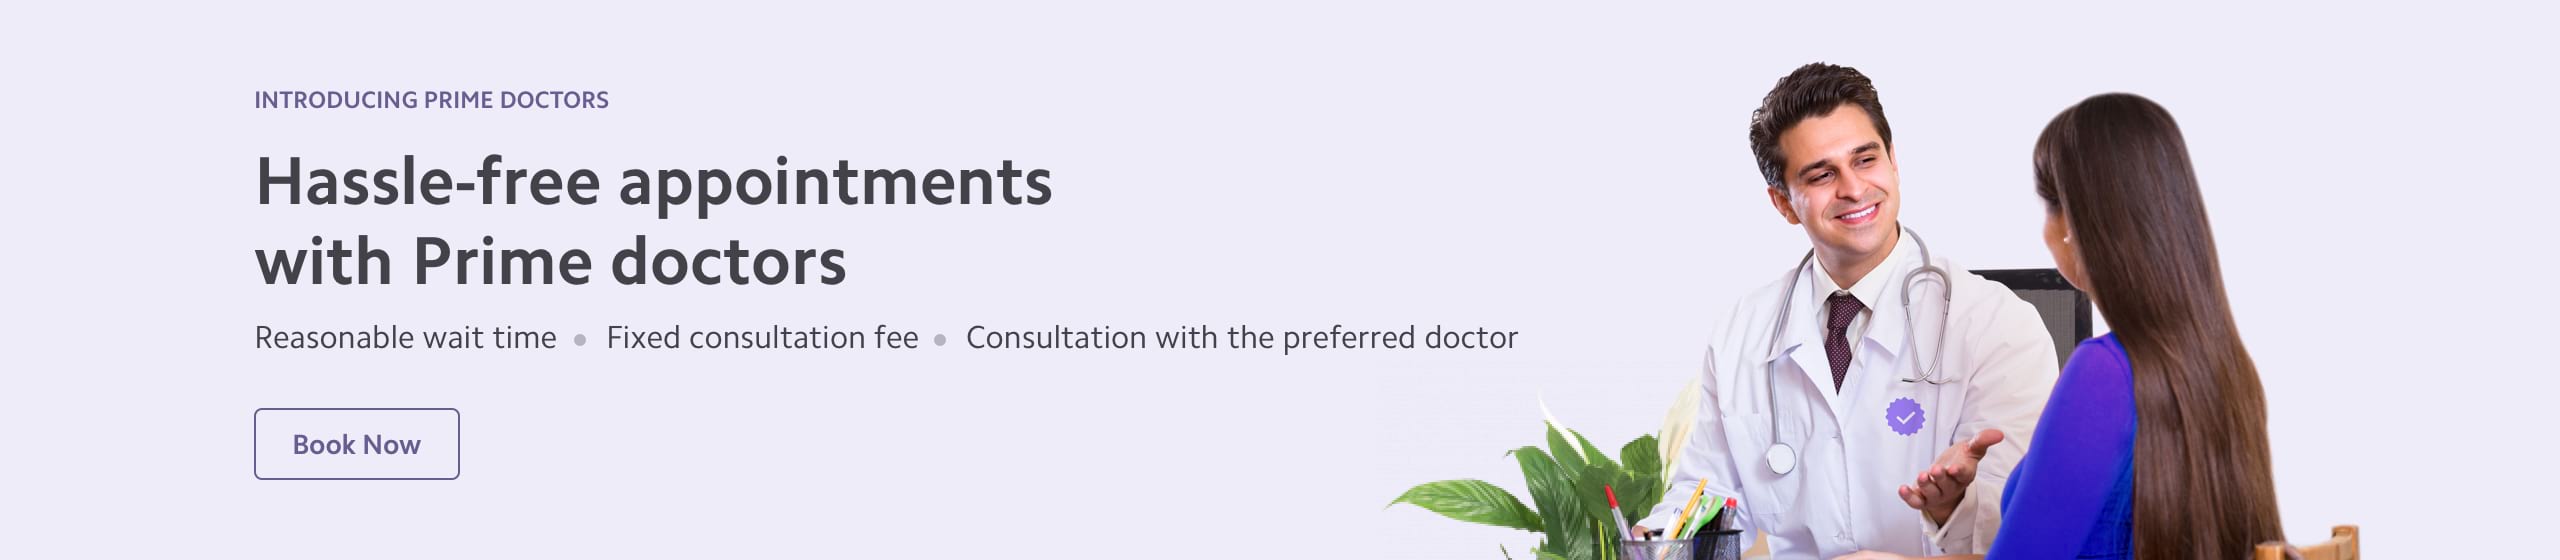 INTRODUCING PRIME DOCTORS
Hassle-free appointments
with Prime doctors
Reasonable wait time • Fixed consultation fee • Consultation with the preferred doctor
Book Now